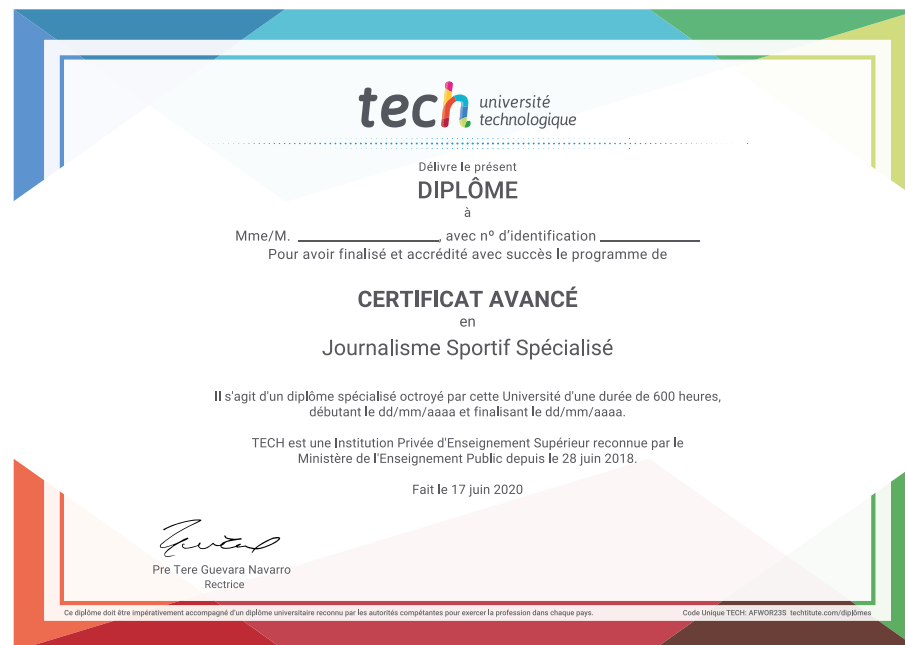 tech université
technologique
Délivre le présent
DIPLÔME
à
Mme/M. ____________________, avec nº d'identification ______________
Pour avoir finalisé et accrédité avec succès le programme de
CERTIFICAT AVANCÉ
en
Journalisme Sportif Spécialisé
Il s'agit d'un diplôme spécialisé octroyé par cette Université d'une durée de 600 heures,
débutant le dd/mm/aaaa et finalisant le dd/mm/aaaa.
TECH est une Institution Privée d'Enseignement Supérieur reconnue par le
Ministère de l'Enseignement Public depuis le 28 juin 2018.
Fait le 17 juin 2020
Pre Tere Guevara Navarro
Rectrice
Ce diplôme doit être impérativement accompagné d'un diplôme universitaire reconnu par les autorités compétantes pour exercer la profession dans chaque pays.
Code Unique TECH: AFWOR23S techtitute.com/diplômes